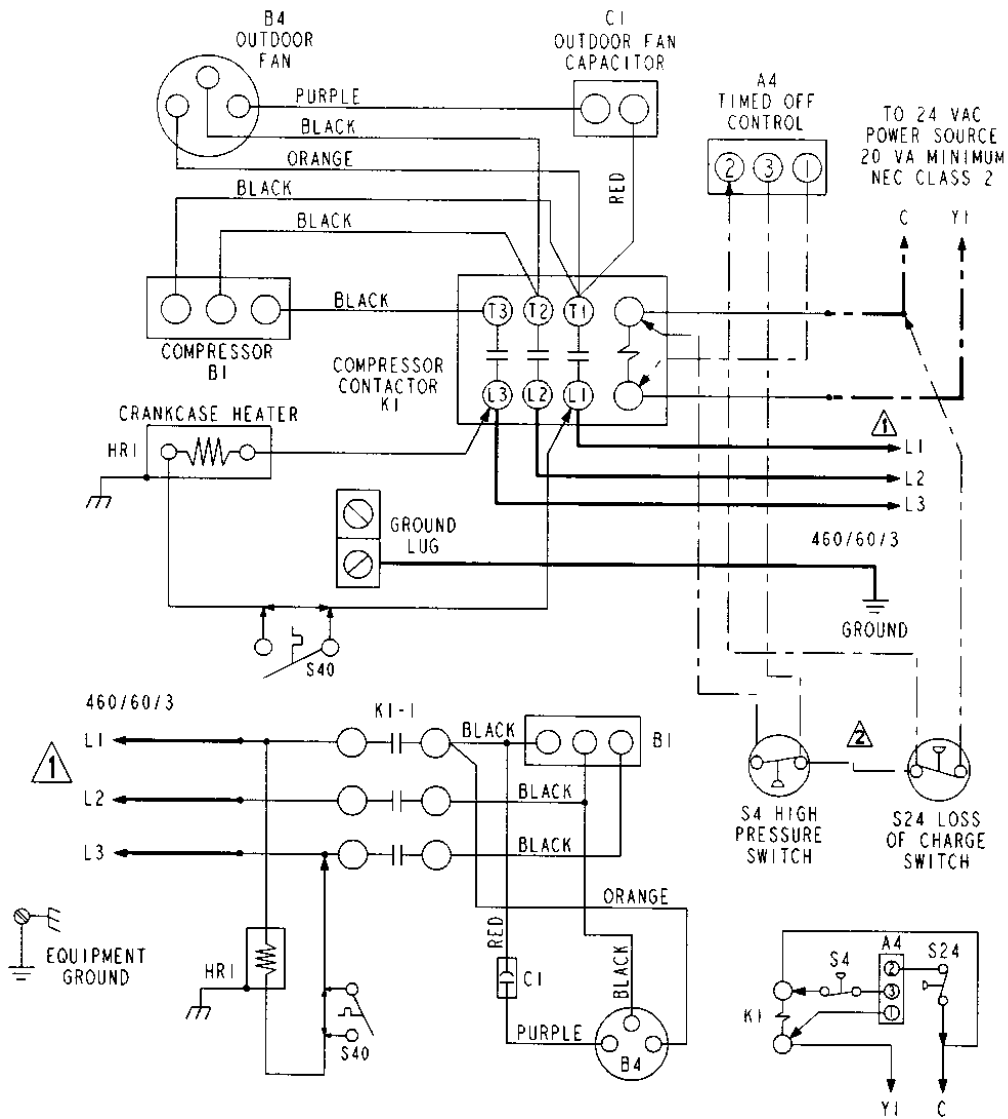 B4
OUTDOOR
FAN
C1
OUTDOOR FAN
CAPACITOR
A4
TIMED OFF
CONTROL
TO 24 VAC
POWER SOURCE
20 VA MINIMUM
NEC CLASS 2
PURPLE
BLACK
ORANGE
BLACK
BLACK
RED
2 3 1
C Y1
BLACK
T3 T2 T1
COMPRESSOR
B1
COMPRESSOR
CONTACTOR
K1
L3 L2 L1
CRANKCASE HEATER
HR1
1
L1
L2
L3
GROUND
LUG
460/60/3
GROUND
S40
460/60/3
K1-1
BLACK
B1
L1
1
2
L2
BLACK
S4 HIGH
PRESSURE
SWITCH
S24 LOSS
OF CHARGE
SWITCH
L3
BLACK
ORANGE
RED
EQUIPMENT
GROUND
HR1
C1
BLACK
PURPLE
B4
S40
A4
S4
S24
2
3
1
K1
Y1 C